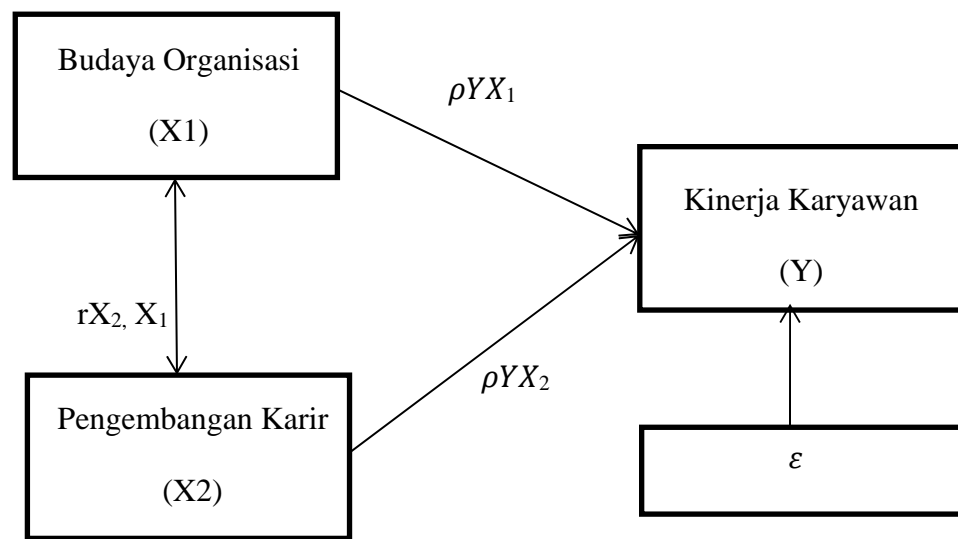 Budaya Organisasi
(X1)
𝜌𝑌𝑋₁
Kinerja Karyawan
(Y)
rX₂, X₁
𝜌𝑌𝑋₂
Pengembangan Karir
(X2)
𝜀